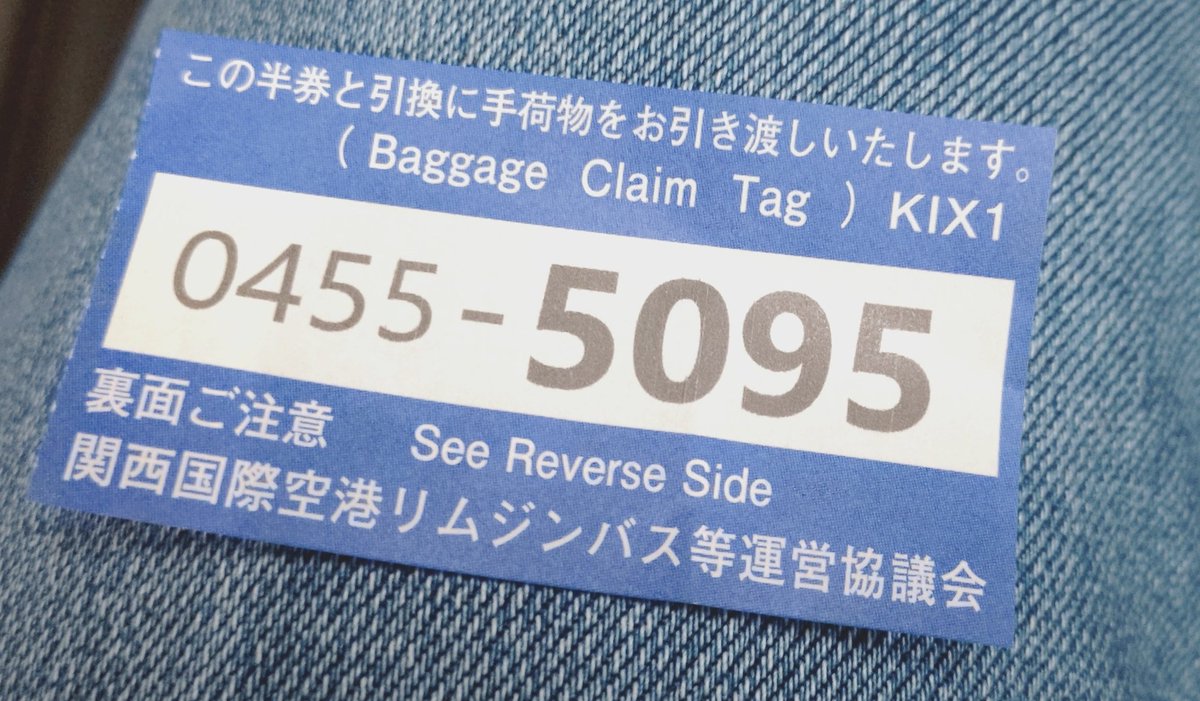 この半券と引換に手荷物をお引き渡しいたします。
( Baggage Claim Tag ) KIX1
0455-5095
裏面ご注意 See Reverse Side
関西国際空港リムジンバス等運営協議会